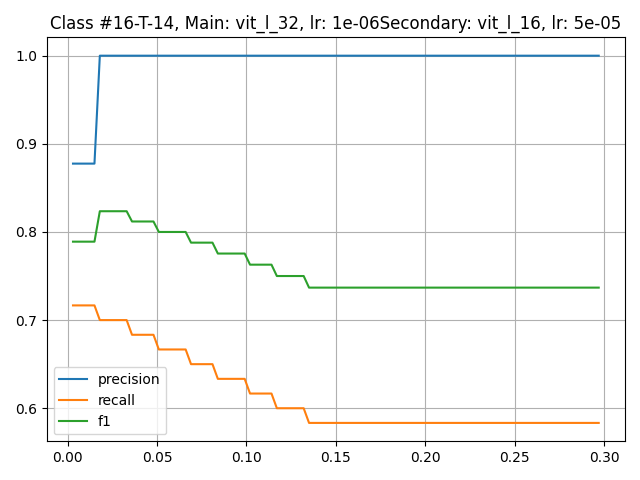 Class #16-T-14, Main: vit_l_32, lr: 1e-06Secondary: vit_l_16, lr: 5e-05
1.0
0.9
0.8
0.7
0.6
precision
recall
f1
0.00 0.05 0.10 0.15 0.20 0.25 0.30